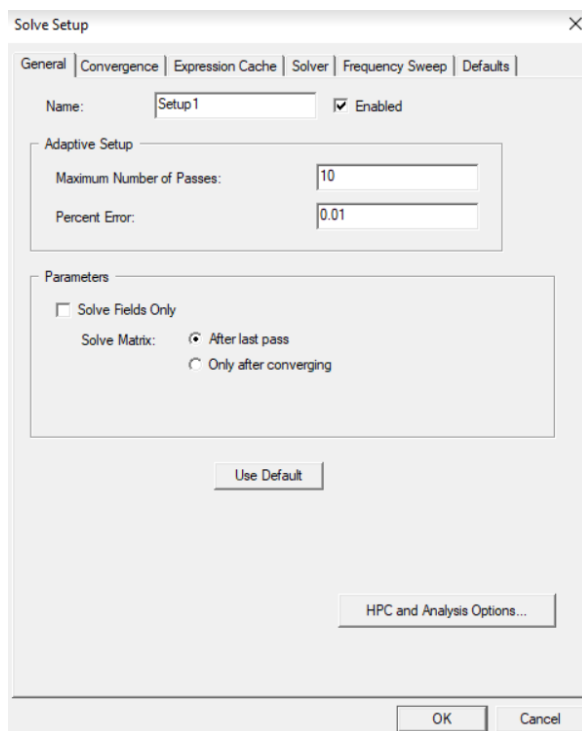 Solve Setup
General Convergence Expression Cache Solver Frequency Sweep Defaults
Name: Setup1 Enabled
Adaptive Setup
Maximum Number of Passes: 10
Percent Error: 0.01
Parameters
Solve Fields Only
Solve Matrix: After last pass
Only after converging
Use Default
HPC and Analysis Options...
OK Cancel